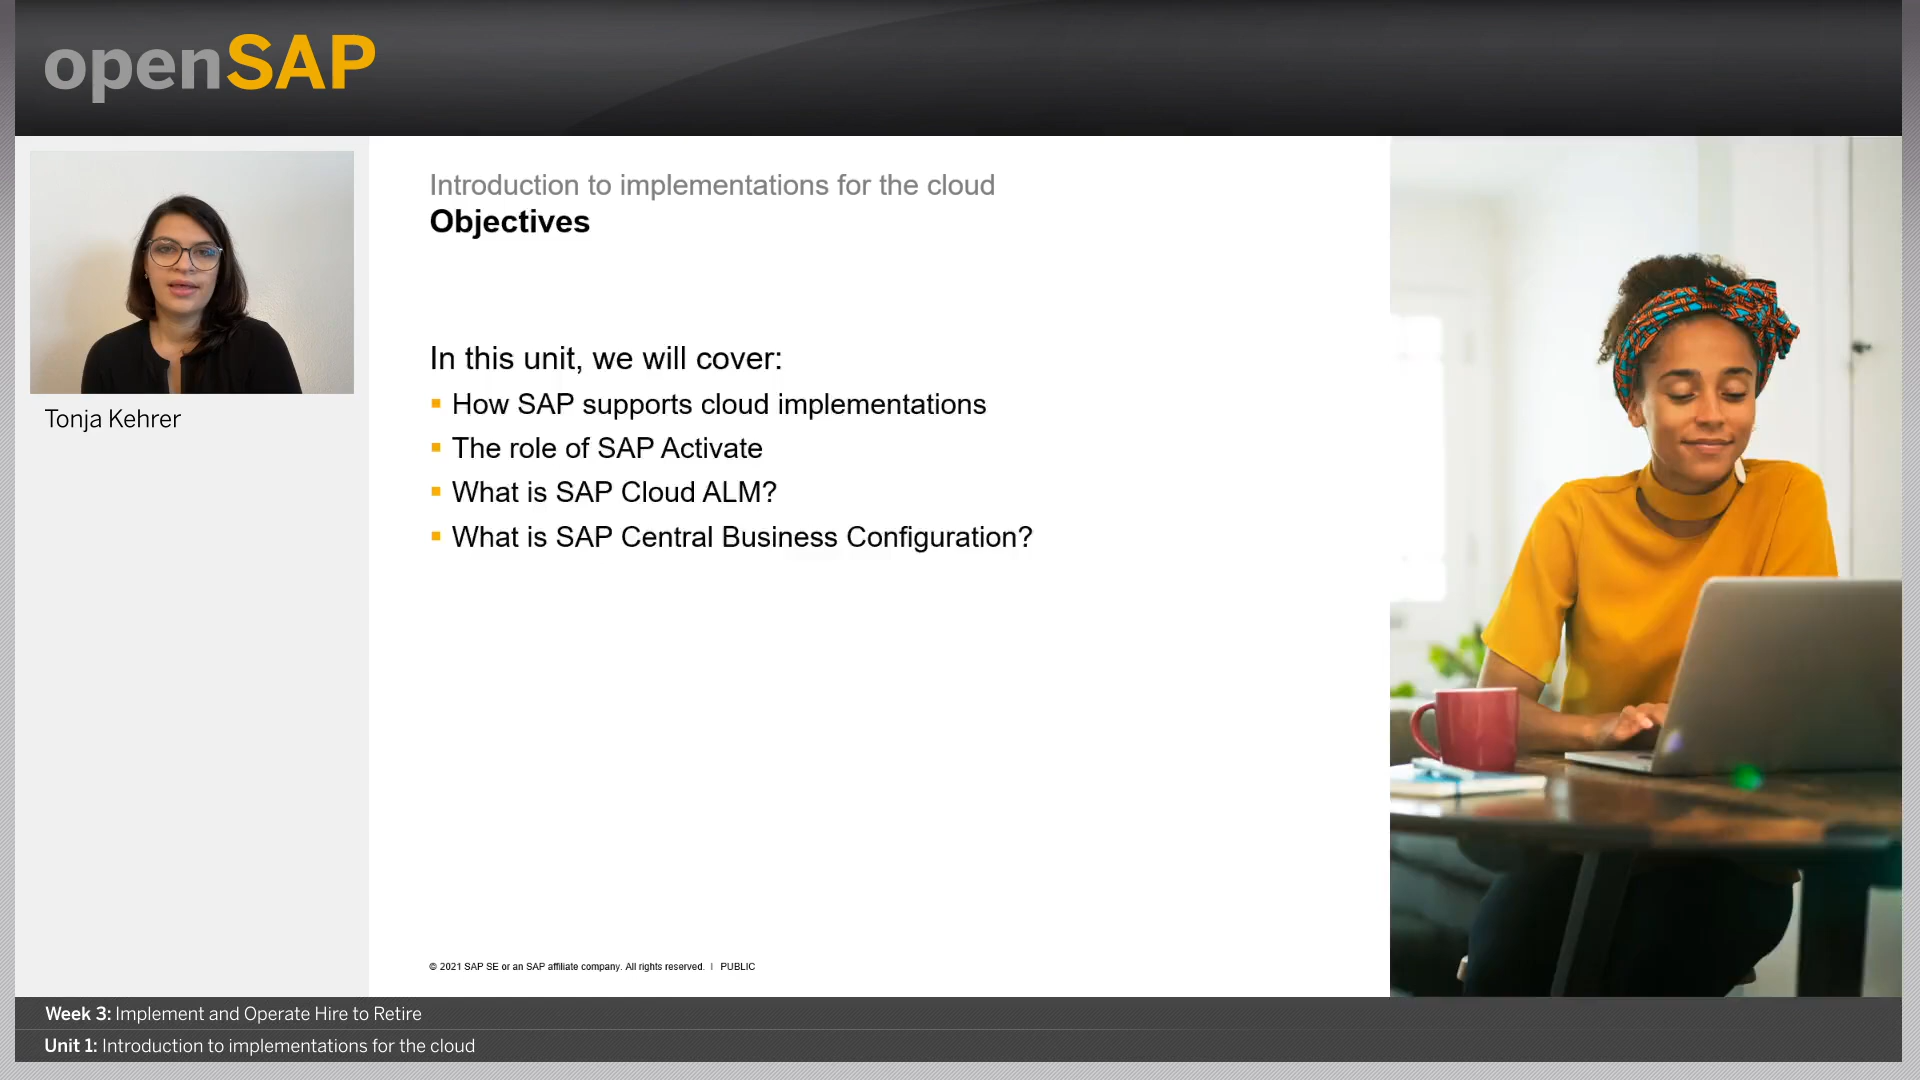 openSAP
Tonja Kehrer
Introduction to implementations for the cloud
Objectives
In this unit, we will cover:
How SAP supports cloud implementations
The role of SAP Activate
What is SAP Cloud ALM?
What is SAP Central Business Configuration?
© 2021 SAP SE or an SAP affiliate company. All rights reserved. | PUBLIC
Week 3: Implement and Operate Hire to Retire
Unit 1: Introduction to implementations for the cloud